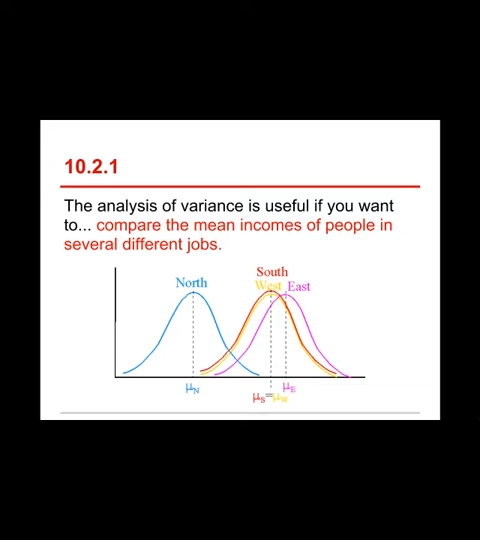 10.2.1
The analysis of variance is useful if you want
to... compare the mean incomes of people in
several different jobs.
South
North
West East
μN
μE
μS=μW